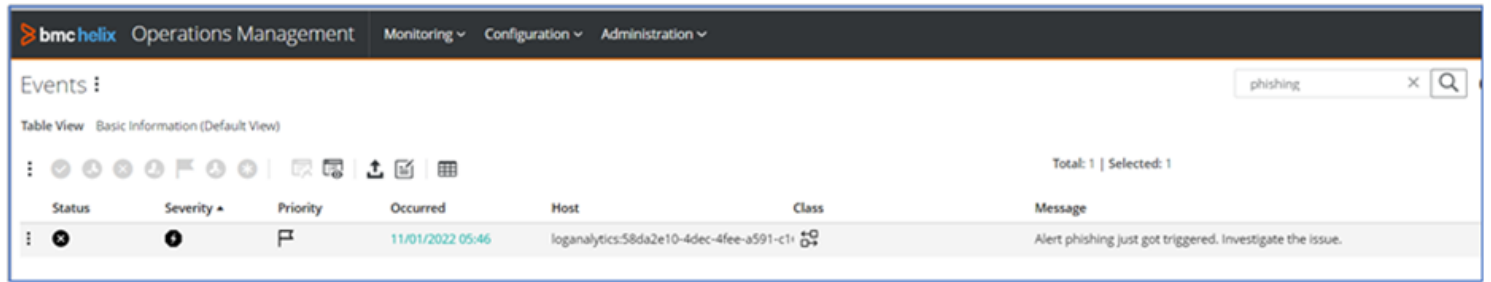 bmc helix Operations Management Monitoring Configuration Administration
Events
phishing
Table View Basic Information (Default View)
Total: 1 | Selected: 1
Status Severity Priority Occurred Host Class Message
11/01/2022 05:46 loganalytics:58da2e10-4dec-4fee-a591-c1 Alert phishing just got triggered. Investigate the issue.